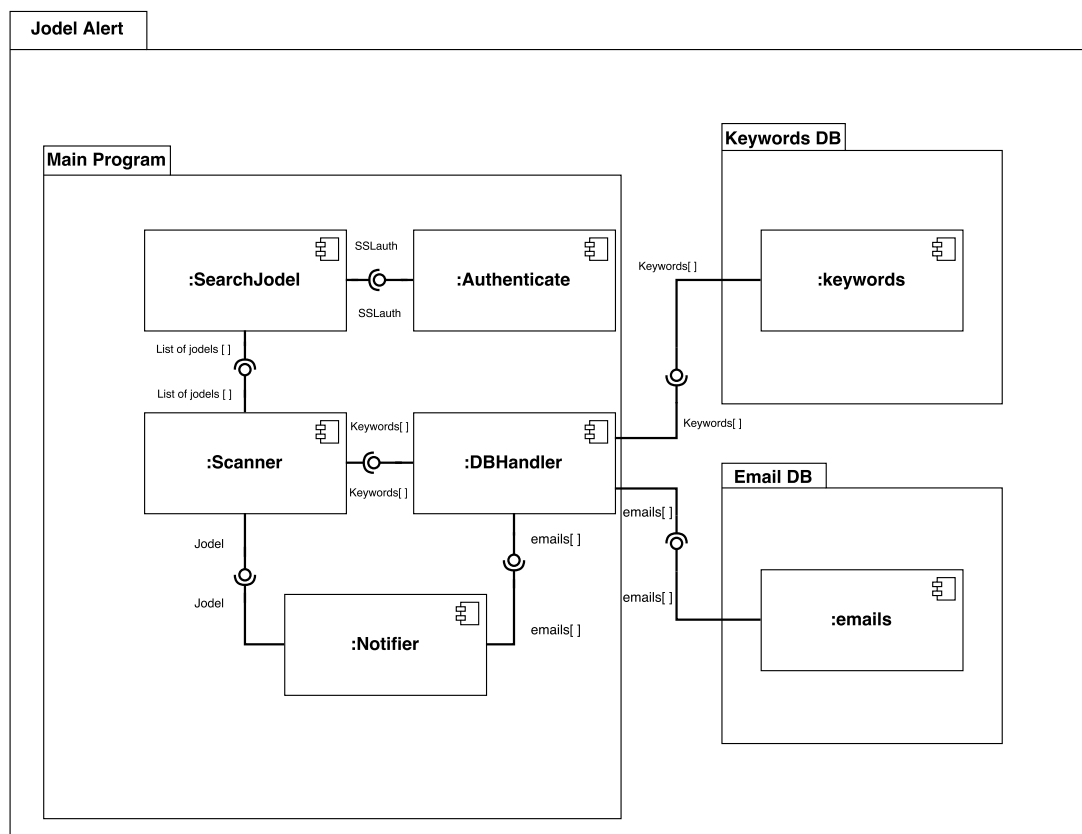 Jodel Alert
Keywords DB
Main Program
:SearchJodel
SSLauth
SSLauth
:Authenticate
Keywords[ ]
:keywords
List of jodels [ ]
List of jodels [ ]
Keywords[ ]
Keywords[ ]
:Scanner
Keywords[ ]
:DBHandler
Email DB
emails[ ]
Jodel
emails[ ]
Jodel
emails[ ]
emails[ ]
:emails
:Notifier